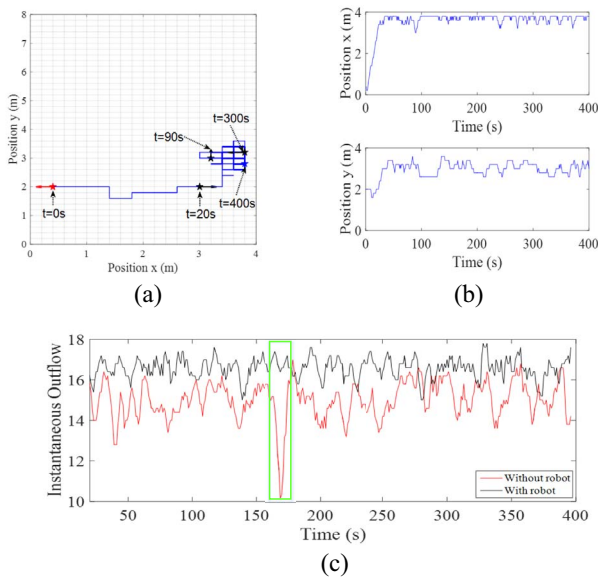 8
7
6
5
4
3
2
1
0
0 1 2 3 4
Position y (m)
Position x (m)
t=90s
t=300s
t=400s
t=20s
t=0s
(a)
Position x (m)
4
2
0
0 100 200 300 400
Time (s)
Position y (m)
4
2
0
0 100 200 300 400
Time (s)
(b)
Instantaneous Outflow
18
16
14
12
10
50 100 150 200 250 300 350 400
Time (s)
Without robot
With robot
(c)